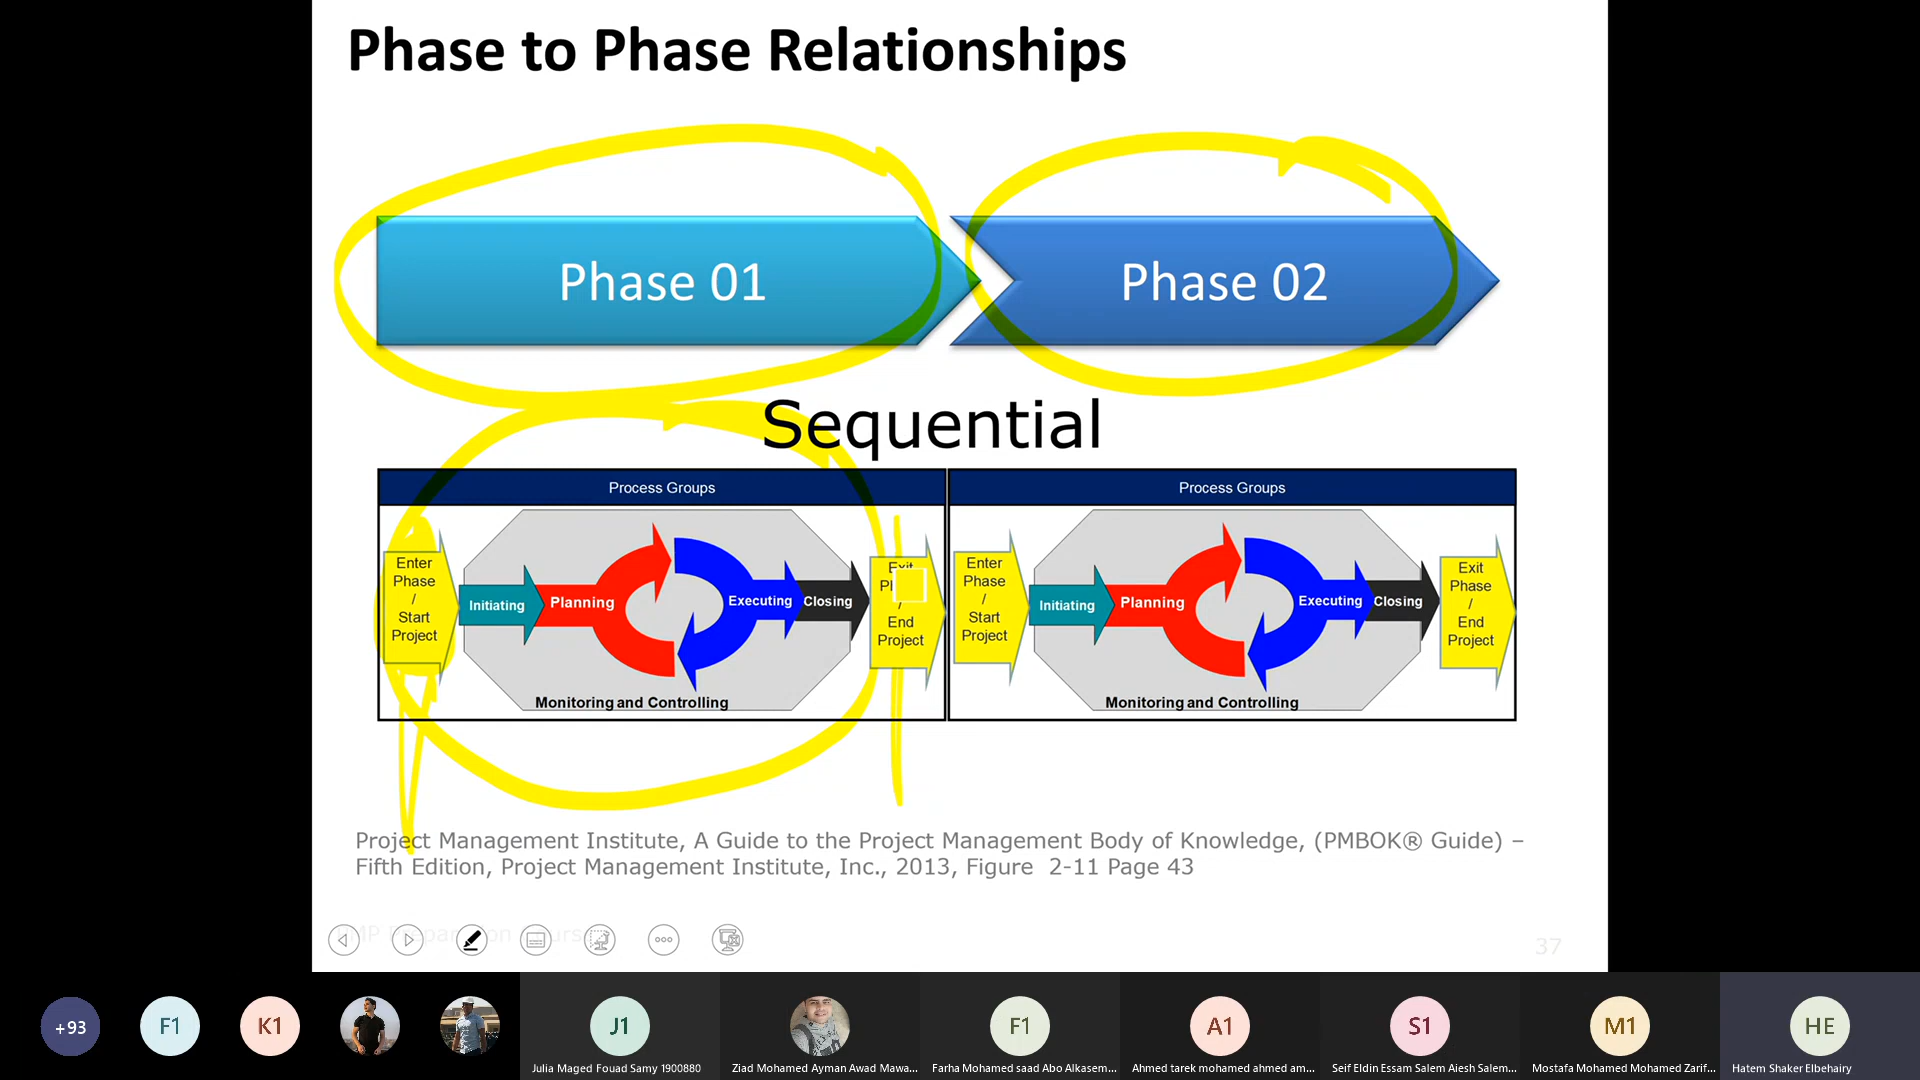 Phase to Phase Relationships
Phase 01
Phase 02
Sequential
Process Groups
Process Groups
Enter
Phase
/
Start
Project
Initiating
Planning
Executing
Closing
Monitoring and Controlling
Exit
/
End
Project
Enter
Phase
/
Start
Project
Initiating
Planning
Executing
Closing
Monitoring and Controlling
Exit
Phase
/
End
Project
Project Management Institute, A Guide to the Project Management Body of Knowledge, (PMBOK® Guide) –
Fifth Edition, Project Management Institute, Inc., 2013, Figure 2-11 Page 43
37
+93
F1
K1
J1
F1
A1
S1
M1
HE
Julia Maged Fouad Samy 1900880
Ziad Mohamed Ayman Awad Mawa...
Farha Mohamed saad Abo Alkasem...
Ahmed tarek mohamed ahmed am...
Seif Eldin Essam Salem Aiesh Salem...
Mostafa Mohamed Mohamed Zarif...
Hatem Shaker Elbehairy